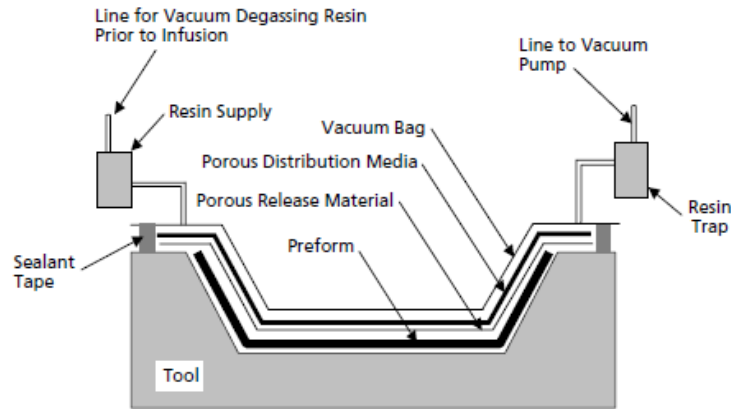 Line for Vacuum Degassing Resin
Prior to Infusion
Line to Vacuum
Pump
Resin Supply
Vacuum Bag
Porous Distribution Media
Porous Release Material
Resin
Trap
Preform
Sealant
Tape
Tool